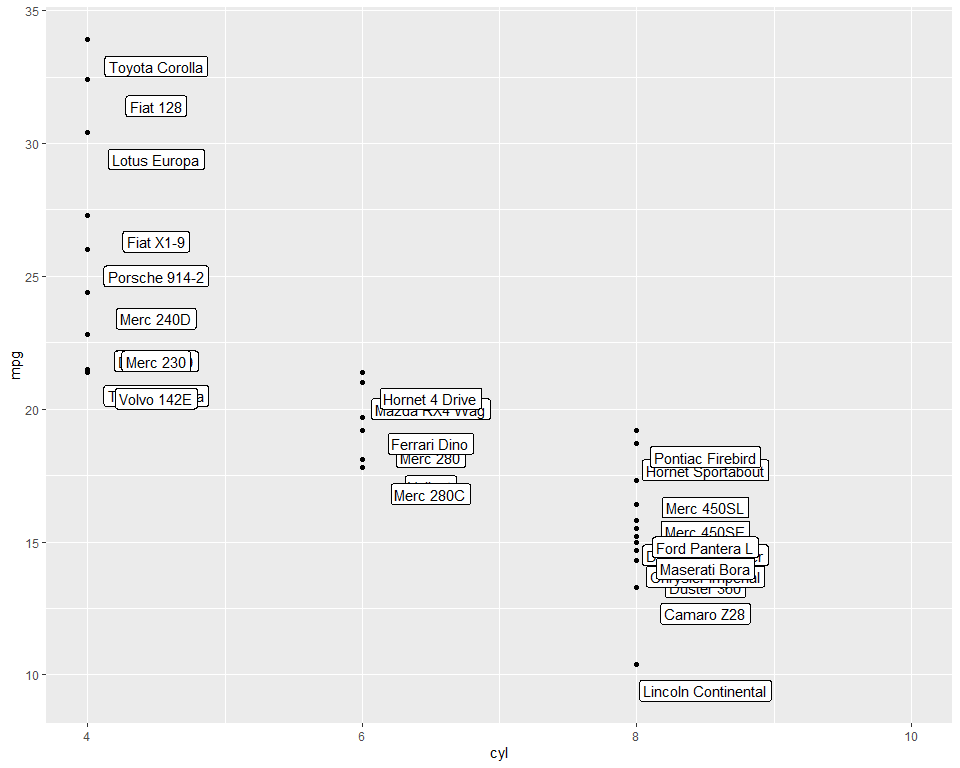 35
30
25
20
15
10
mpg
Toyota Corolla
Fiat 128
Lotus Europa
Fiat X1-9
Porsche 914-2
Merc 240D
Merc 230
Volvo 142E
Hornet 4 Drive
Mazda RX4 Wag
Ferrari Dino
Merc 280
Merc 280C
Pontiac Firebird
Hornet Sportabout
Merc 450SL
Merc 450SE
Ford Pantera L
Maserati Bora
Chrysler Imperial
Duster 360
Camaro Z28
Lincoln Continental
4
6
8
10
cyl